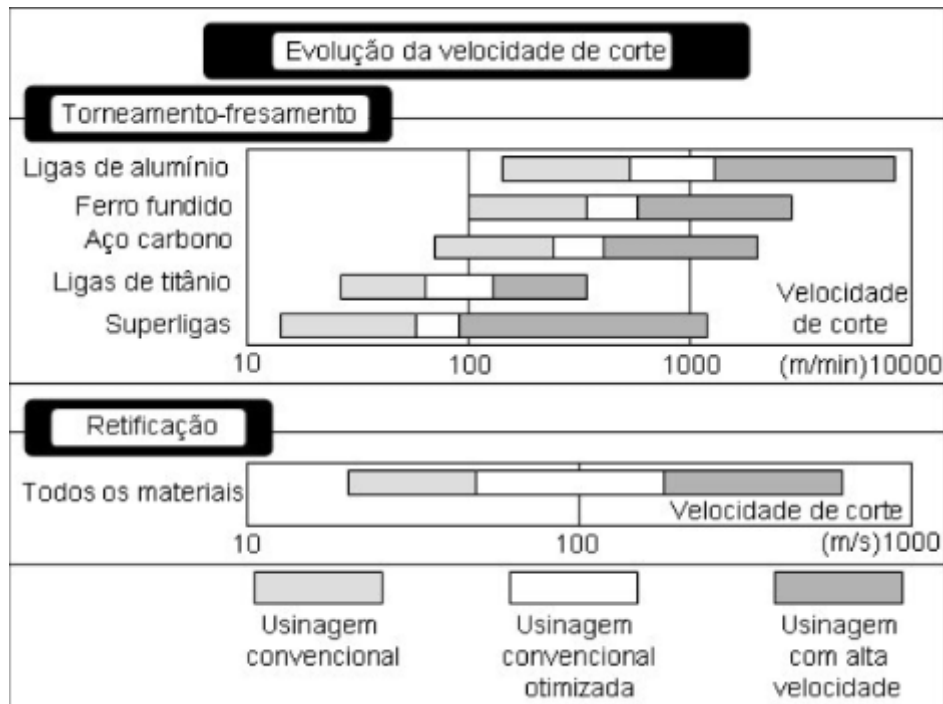 Evolução da velocidade de corte
Torneamento-fresamento
Ligas de alumínio
Ferro fundido
Aço carbono
Ligas de titânio
Superligas
Velocidade
de corte
10 100 1000 (m/min)10000
Retificação
Todos os materiais
Velocidade de corte
10 100 (m/s)1000
Usinagem convencional
Usinagem convencional otimizada
Usinagem com alta velocidade